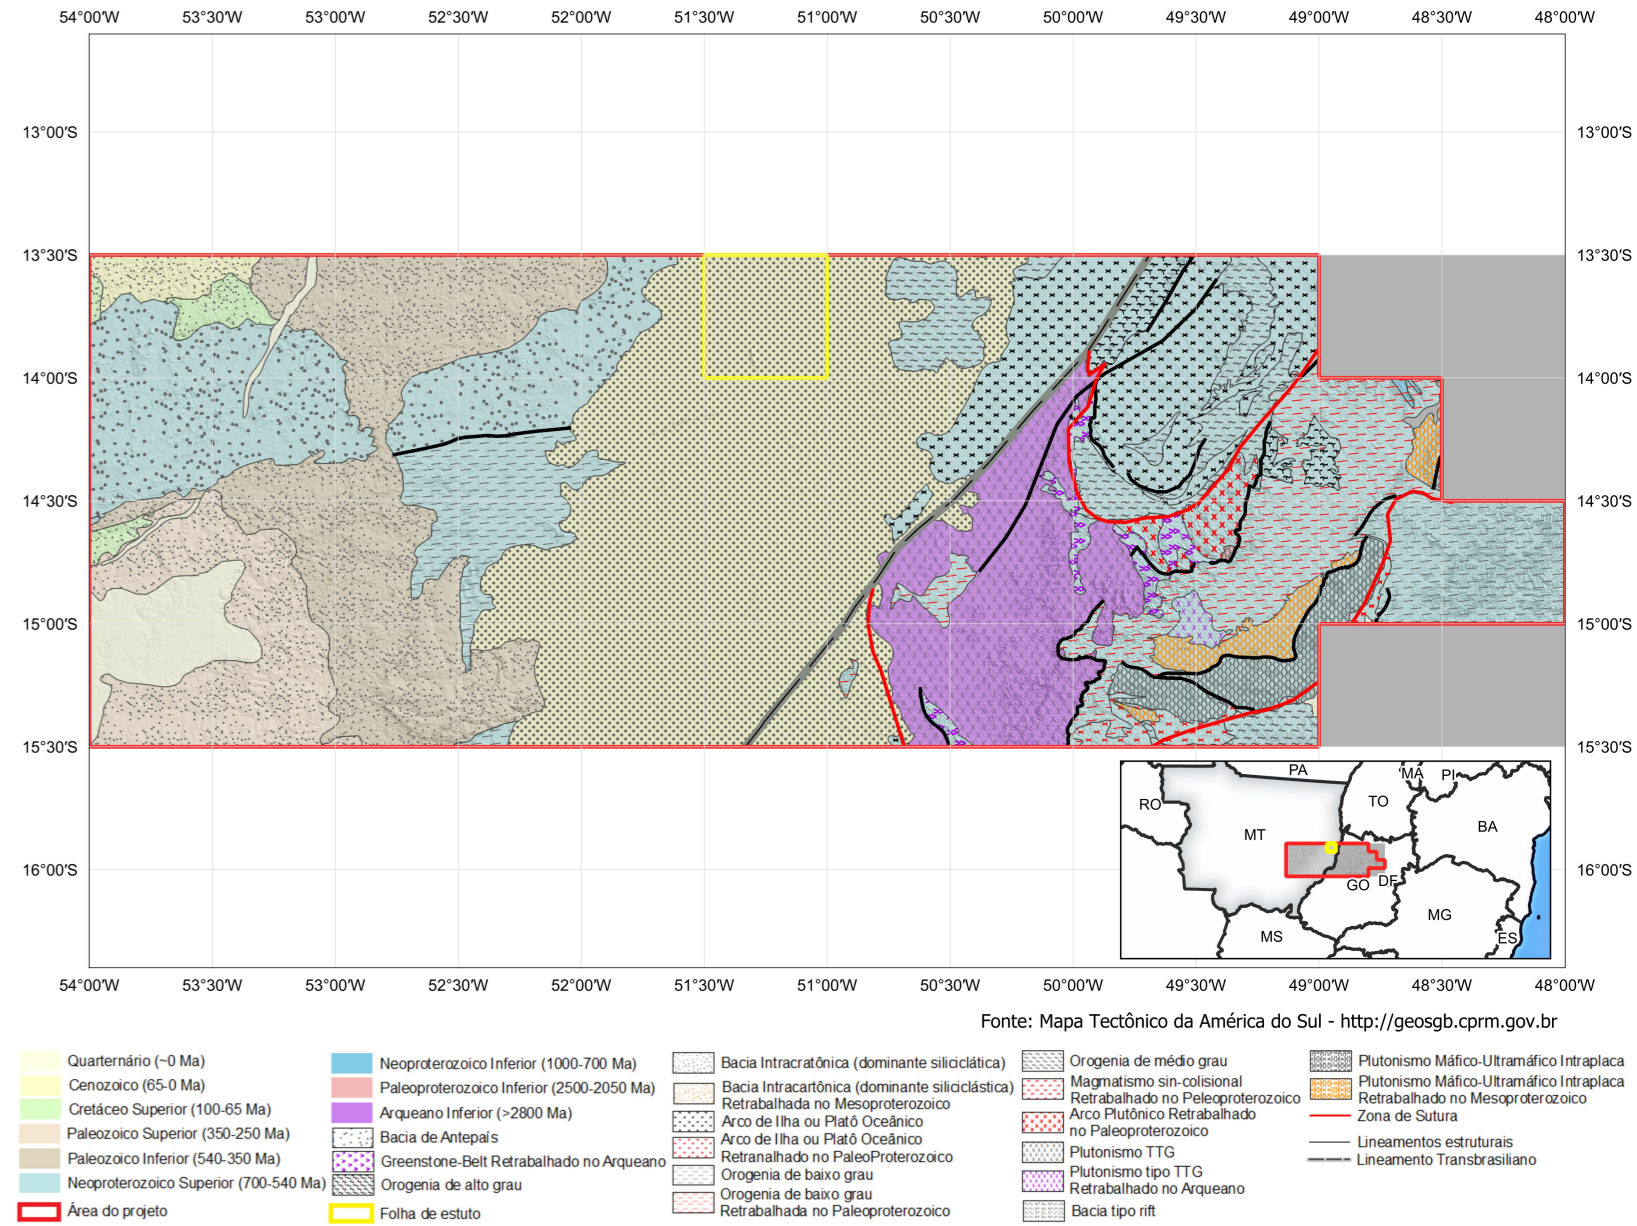 54°00'W 53°30'W 53°00'W 52°30'W 52°00'W 51°30'W 51°00'W 50°30'W 50°00'W 49°30'W 49°00'W 48°30'W 48°00'W
13°00'S 13°00'S
13°30'S 13°30'S
14°00'S 14°00'S
14°30'S 14°30'S
15°00'S 15°00'S
15°30'S 15°30'S
16°00'S 16°00'S
PA
MA
PI
RO
TO
MT
BA
GO
DF
MG
MS
ES
54°00'W 53°30'W 53°00'W 52°30'W 52°00'W 51°30'W 51°00'W 50°30'W 50°00'W 49°30'W 49°00'W 48°30'W 48°00'W
Fonte: Mapa Tectônico da América do Sul - http://geosgb.cprm.gov.br
Quarternário (~0 Ma)
Cenozoico (65-0 Ma)
Cretáceo Superior (100-65 Ma)
Paleozoico Superior (350-250 Ma)
Paleozoico Inferior (540-350 Ma)
Neoproterozoico Superior (700-540 Ma)
Área do projeto
Neoproterozoico Inferior (1000-700 Ma)
Paleoproterozoico Inferior (2500-2050 Ma)
Arqueano Inferior (>2800 Ma)
Bacia de Antepaís
Greenstone-Belt Retrabalhado no Arqueano
Orogenia de alto grau
Folha de estuto
Bacia Intracratônica (dominante siliciclática)
Bacia Intracartônica (dominante siliciclástica)
Retrabalhada no Mesoproterozoico
Arco de Ilha ou Platô Oceânico
Arco de Ilha ou Platô Oceânico
Retranalhado no PaleoProterozoico
Orogenia de baixo grau
Orogenia de baixo grau
Retrabalhada no Paleoproterozoico
Orogenia de médio grau
Magmatismo sin-colisional
Retrabalhado no Peleoproterozoico
Arco Plutônico Retrabalhado
no Paleoproterozoico
Plutonismo TTG
Plutonismo tipo TTG
Retrabalhado no Arqueano
Bacia tipo rift
Plutonismo Máfico-Ultramáfico Intraplaca
Plutonismo Máfico-Ultramáfico Intraplaca
Retrabalhado no Mesoproterozoico
Zona de Sutura
Lineamentos estruturais
Lineamento Transbrasiliano